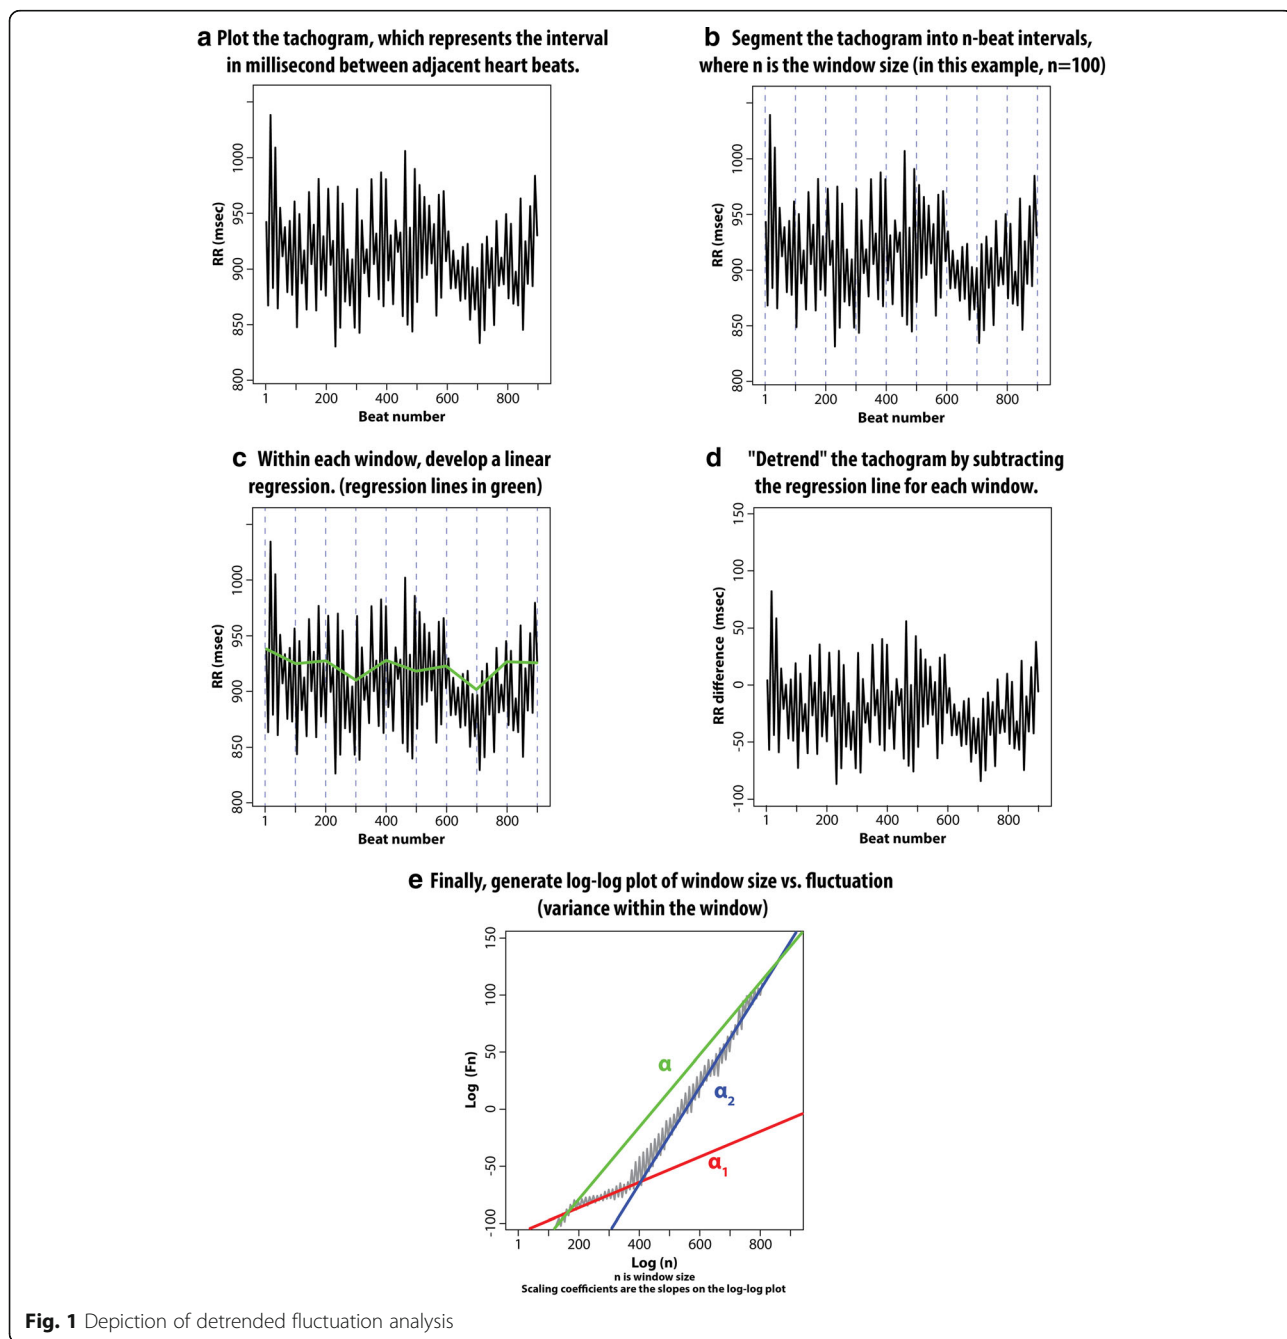 a Plot the tachogram, which represents the interval
in millisecond between adjacent heart beats.
1000
950
900
850
800
RR (msec)
1
200
400
600
800
Beat number
b Segment the tachogram into n-beat intervals,
where n is the window size (in this example, n=100)
1000
950
900
850
800
RR (msec)
1
200
400
600
800
Beat number
c Within each window, develop a linear
regression. (regression lines in green)
1000
950
900
850
800
RR (msec)
1
200
400
600
800
Beat number
d "Detrend" the tachogram by subtracting
the regression line for each window.
150
100
50
0
-50
-100
RR difference (msec)
1
200
400
600
800
Beat number
e Finally, generate log-log plot of window size vs. fluctuation
(variance within the window)
150
100
50
0
-50
-100
Log (Fn)
α
α2
α1
1
200
400
600
800
Log (n)
n is window size
Scaling coefficients are the slopes on the log-log plot
Fig. 1 Depiction of detrended fluctuation analysis